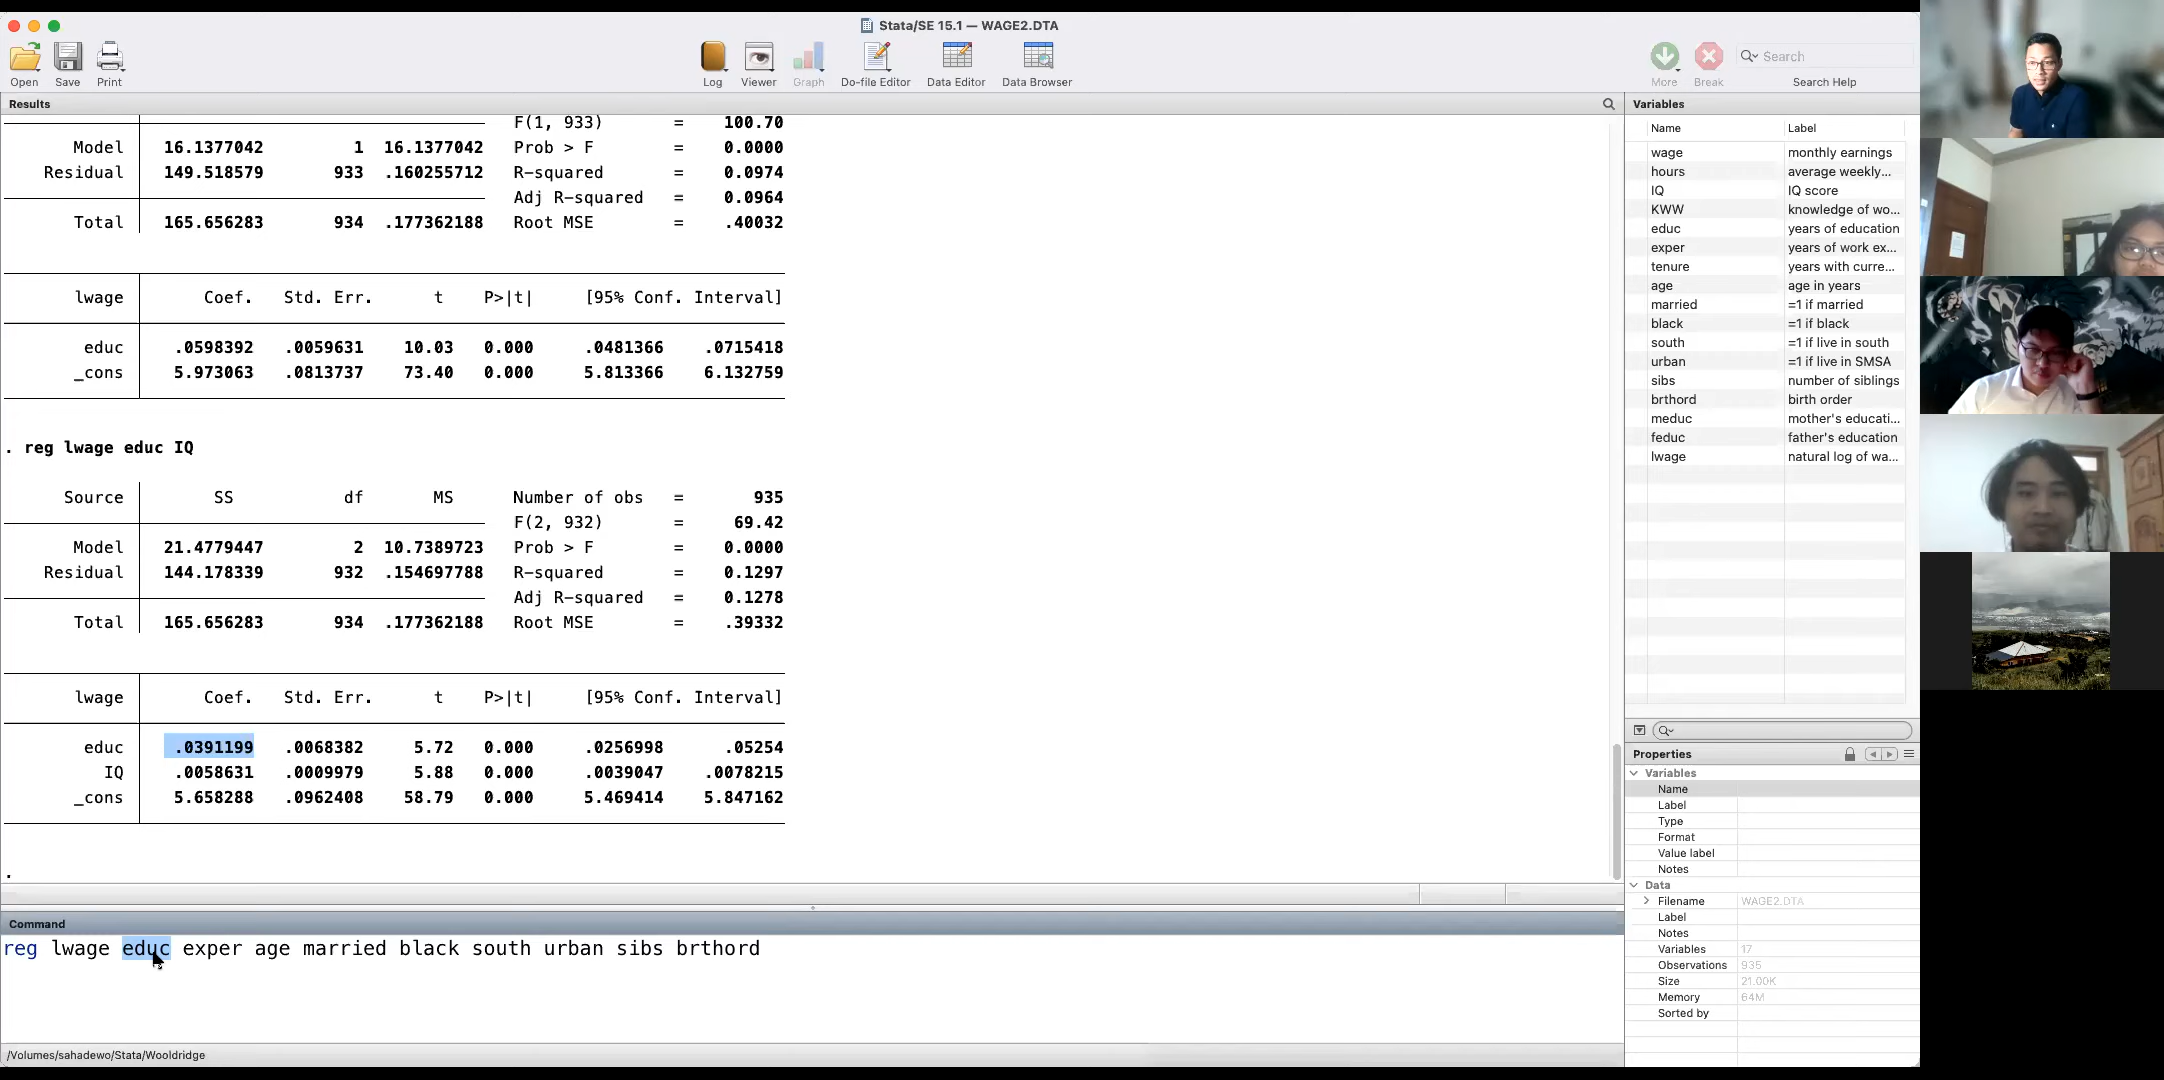 Stata/SE 15.1 — WAGE2.DTA
Open Save Print Log Viewer Graph Do-file Editor Data Editor Data Browser More Break Search
Search Help
Results
F(1, 933) = 100.70
Model 16.1377042 1 16.1377042 Prob > F = 0.0000
Residual 149.518579 933 .160255712 R-squared = 0.0974
Adj R-squared = 0.0964
Total 165.656283 934 .177362188 Root MSE = .40032
lwage Coef. Std. Err. t P>|t| [95% Conf. Interval]
educ .0598392 .0059631 10.03 0.000 .0481366 .0715418
_cons 5.973063 .0813737 73.40 0.000 5.813366 6.132759
. reg lwage educ IQ
Source SS df MS Number of obs = 935
F(2, 932) = 69.42
Model 21.4779447 2 10.7389723 Prob > F = 0.0000
Residual 144.178339 932 .154697788 R-squared = 0.1297
Adj R-squared = 0.1278
Total 165.656283 934 .177362188 Root MSE = .39332
lwage Coef. Std. Err. t P>|t| [95% Conf. Interval]
educ .0391199 .0068382 5.72 0.000 .0256998 .05254
IQ .0058631 .0009979 5.88 0.000 .0039047 .0078215
_cons 5.658288 .0962408 58.79 0.000 5.469414 5.847162
.
Command
reg lwage educ exper age married black south urban sibs brthord
/Volumes/sahadewo/Stata/Wooldridge
Variables
Name Label
wage monthly earnings
hours average weekly...
IQ IQ score
KWW knowledge of wo...
educ years of education
exper years of work ex...
tenure years with curre...
age age in years
married =1 if married
black =1 if black
south =1 if live in south
urban =1 if live in SMSA
sibs number of siblings
brthord birth order
meduc mother's educati...
feduc father's education
lwage natural log of wa...
Properties
Variables
Name
Label
Type
Format
Value label
Notes
Data
Filename WAGE2.DTA
Label
Notes
Variables 17
Observations 935
Size 21.00K
Memory 64M
Sorted by